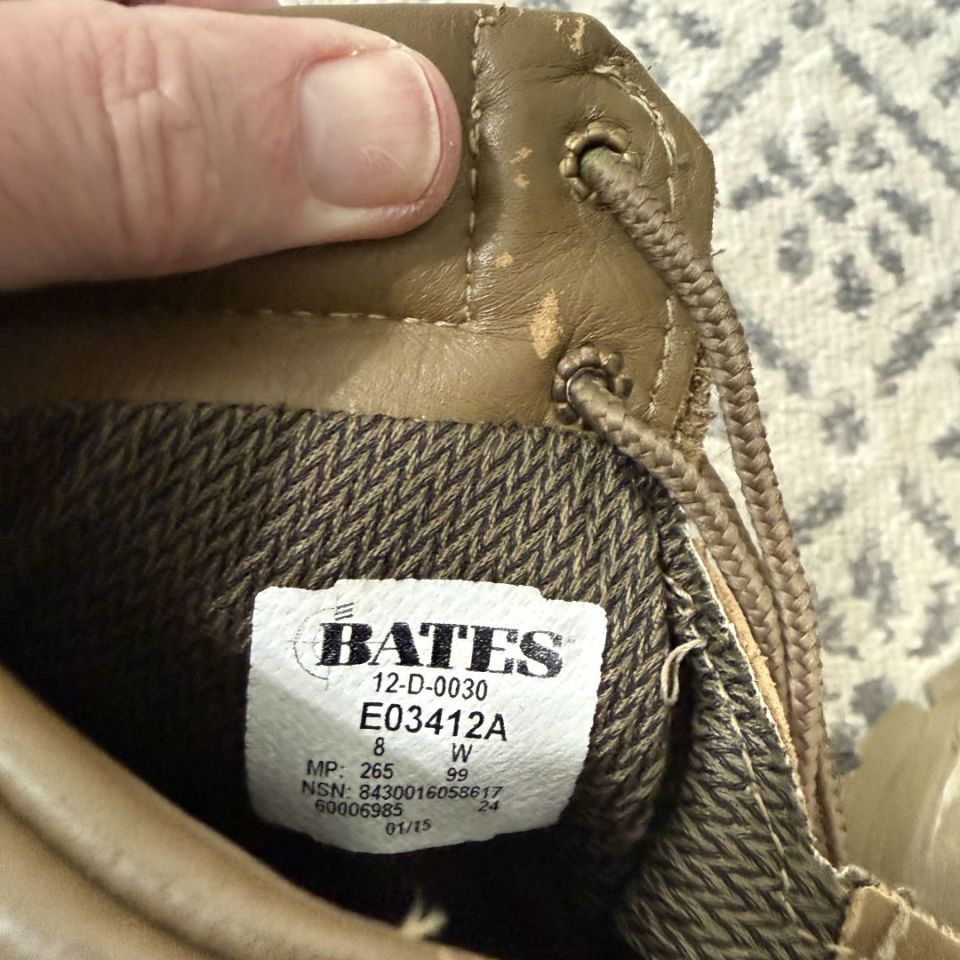 BATES
12-D-0030
E03412A
8 W
MP: 265 99
NSN: 8430016058617
60006985 24
01/15